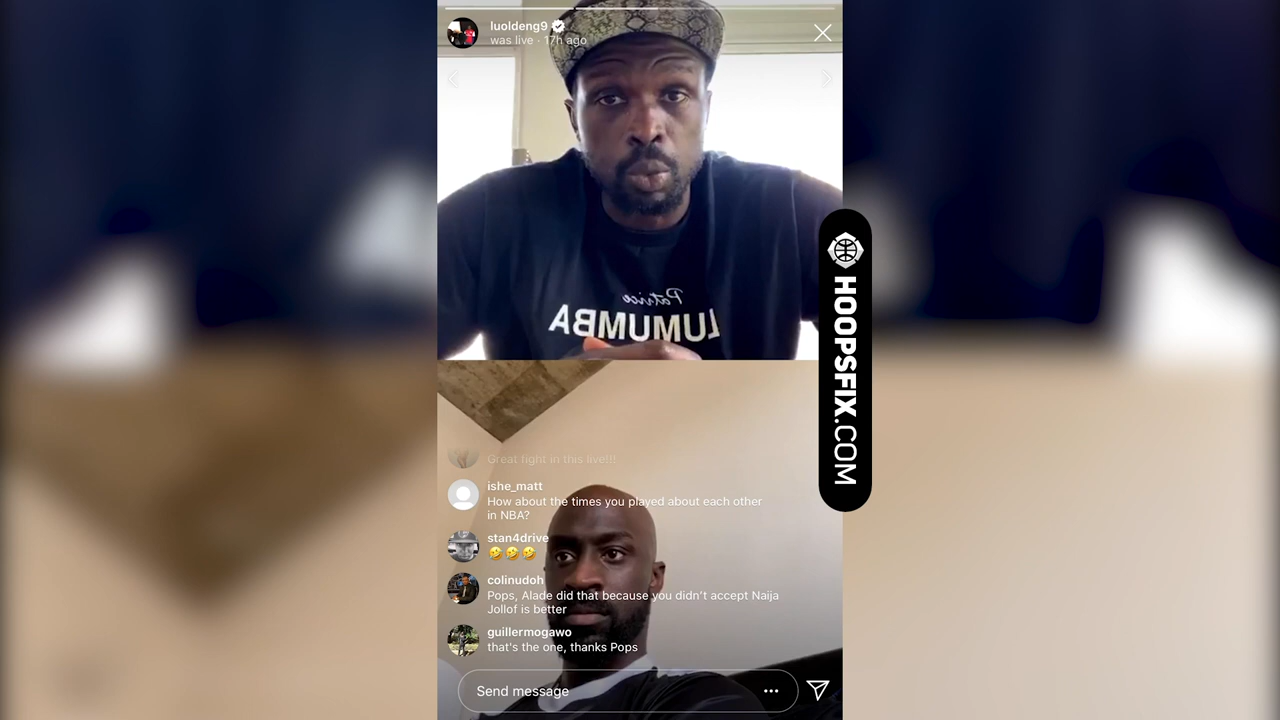 luoldeng9
was live · 17h ago
Patrice
LUMUMBA
HOOPSFIX.COM
Great fight in this live!!!
ishe_matt
How about the times you played about each other
in NBA?
stan4drive
🤣🤣🤣
colinudoh
Pops, Alade did that because you didn't accept Naija
Jollof is better
guillermogawo
that's the one, thanks Pops
Send message